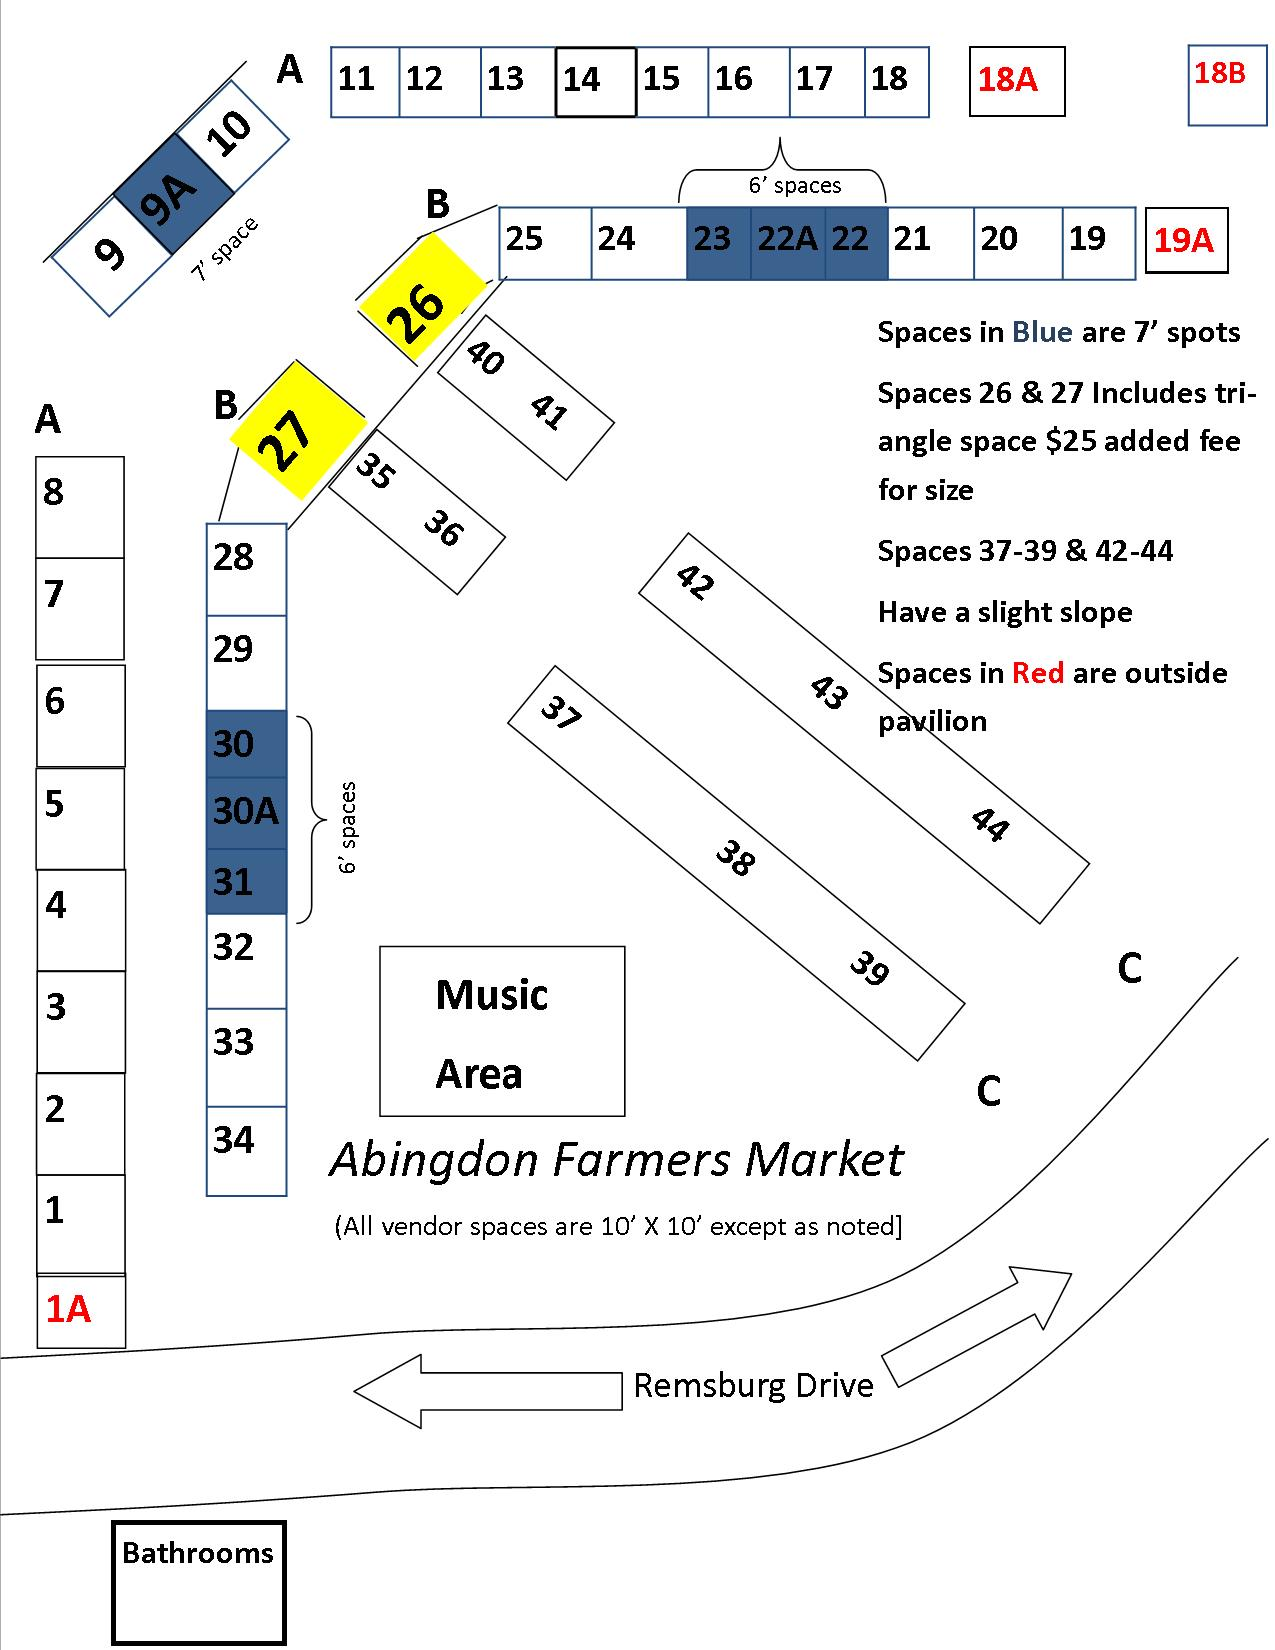 A
11 12 13 14 15 16 17 18 18A 18B
10
9A
9
7’ space
6’ spaces
B
25 24 23 22A 22 21 20 19 19A
26
40
41
B
27
35
36
Spaces in Blue are 7’ spots
Spaces 26 & 27 Includes tri-
angle space $25 added fee
for size
Spaces 37-39 & 42-44
Have a slight slope
Spaces in Red are outside
pavilion
A
8
7
6
5
4
3
2
1
1A
28
29
30
30A
31
32
33
34
6’ spaces
42
43
44
37
38
39
C
C
Music
Area
Abingdon Farmers Market
(All vendor spaces are 10’ X 10’ except as noted]
Remsburg Drive
Bathrooms